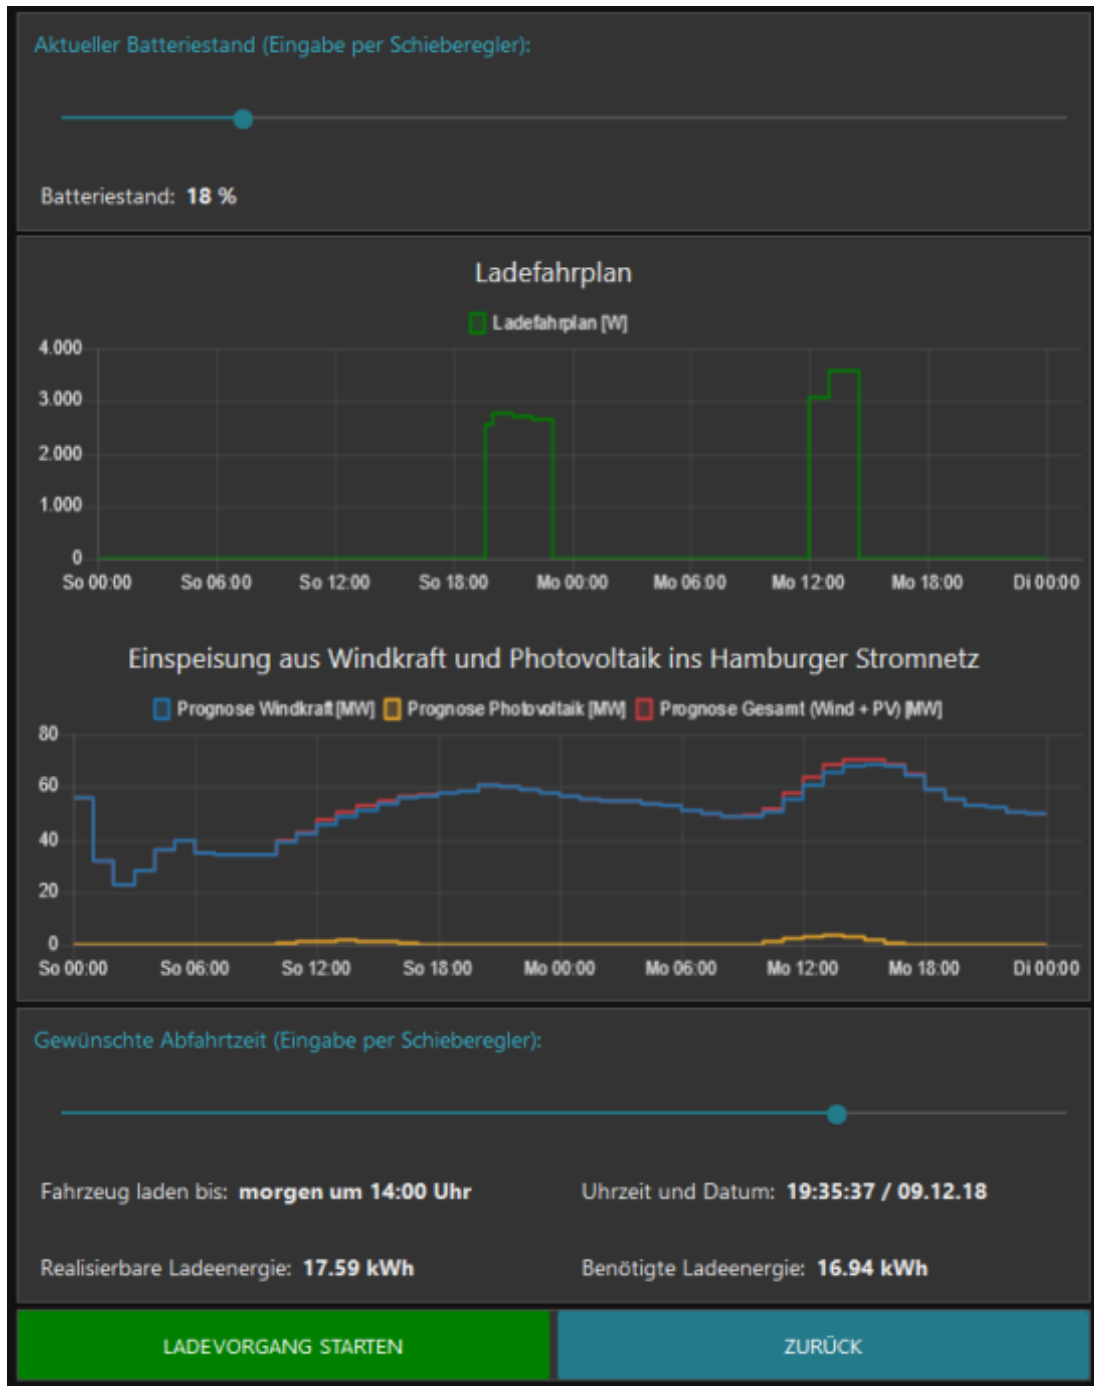 Aktueller Batteriestand (Eingabe per Schieberegler):
Batteriestand: 18 %
Ladefahrplan
Ladefahrplan [W]
4.000
3.000
2.000
1.000
0
So 00:00 So 06:00 So 12:00 So 18:00 Mo 00:00 Mo 06:00 Mo 12:00 Mo 18:00 Di 00:00
Einspeisung aus Windkraft und Photovoltaik ins Hamburger Stromnetz
Prognose Windkraft [MW] Prognose Photovoltaik [MW] Prognose Gesamt (Wind + PV) [MW]
80
60
40
20
0
So 00:00 So 06:00 So 12:00 So 18:00 Mo 00:00 Mo 06:00 Mo 12:00 Mo 18:00 Di 00:00
Gewünschte Abfahrtzeit (Eingabe per Schieberegler):
Fahrzeug laden bis: morgen um 14:00 Uhr Uhrzeit und Datum: 19:35:37 / 09.12.18
Realisierbare Ladeenergie: 17.59 kWh Benötigte Ladeenergie: 16.94 kWh
LADEVORGANG STARTEN ZURÜCK